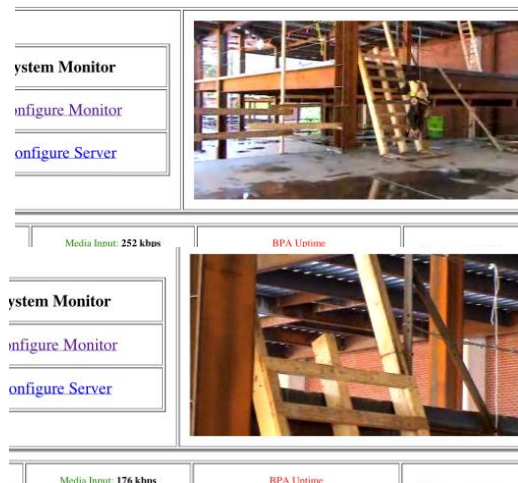 ystem Monitor
onfigure Monitor
onfigure Server
Media Input: 252 kbps
BPA Uptime
ystem Monitor
onfigure Monitor
onfigure Server
Media Input: 176 kbps
BPA Uptime